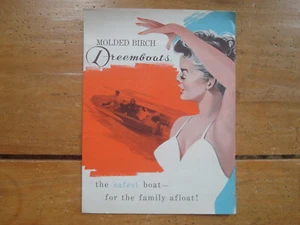 MOLDED BIRCH
Dreemboats
the safest boat—
for the family afloat!